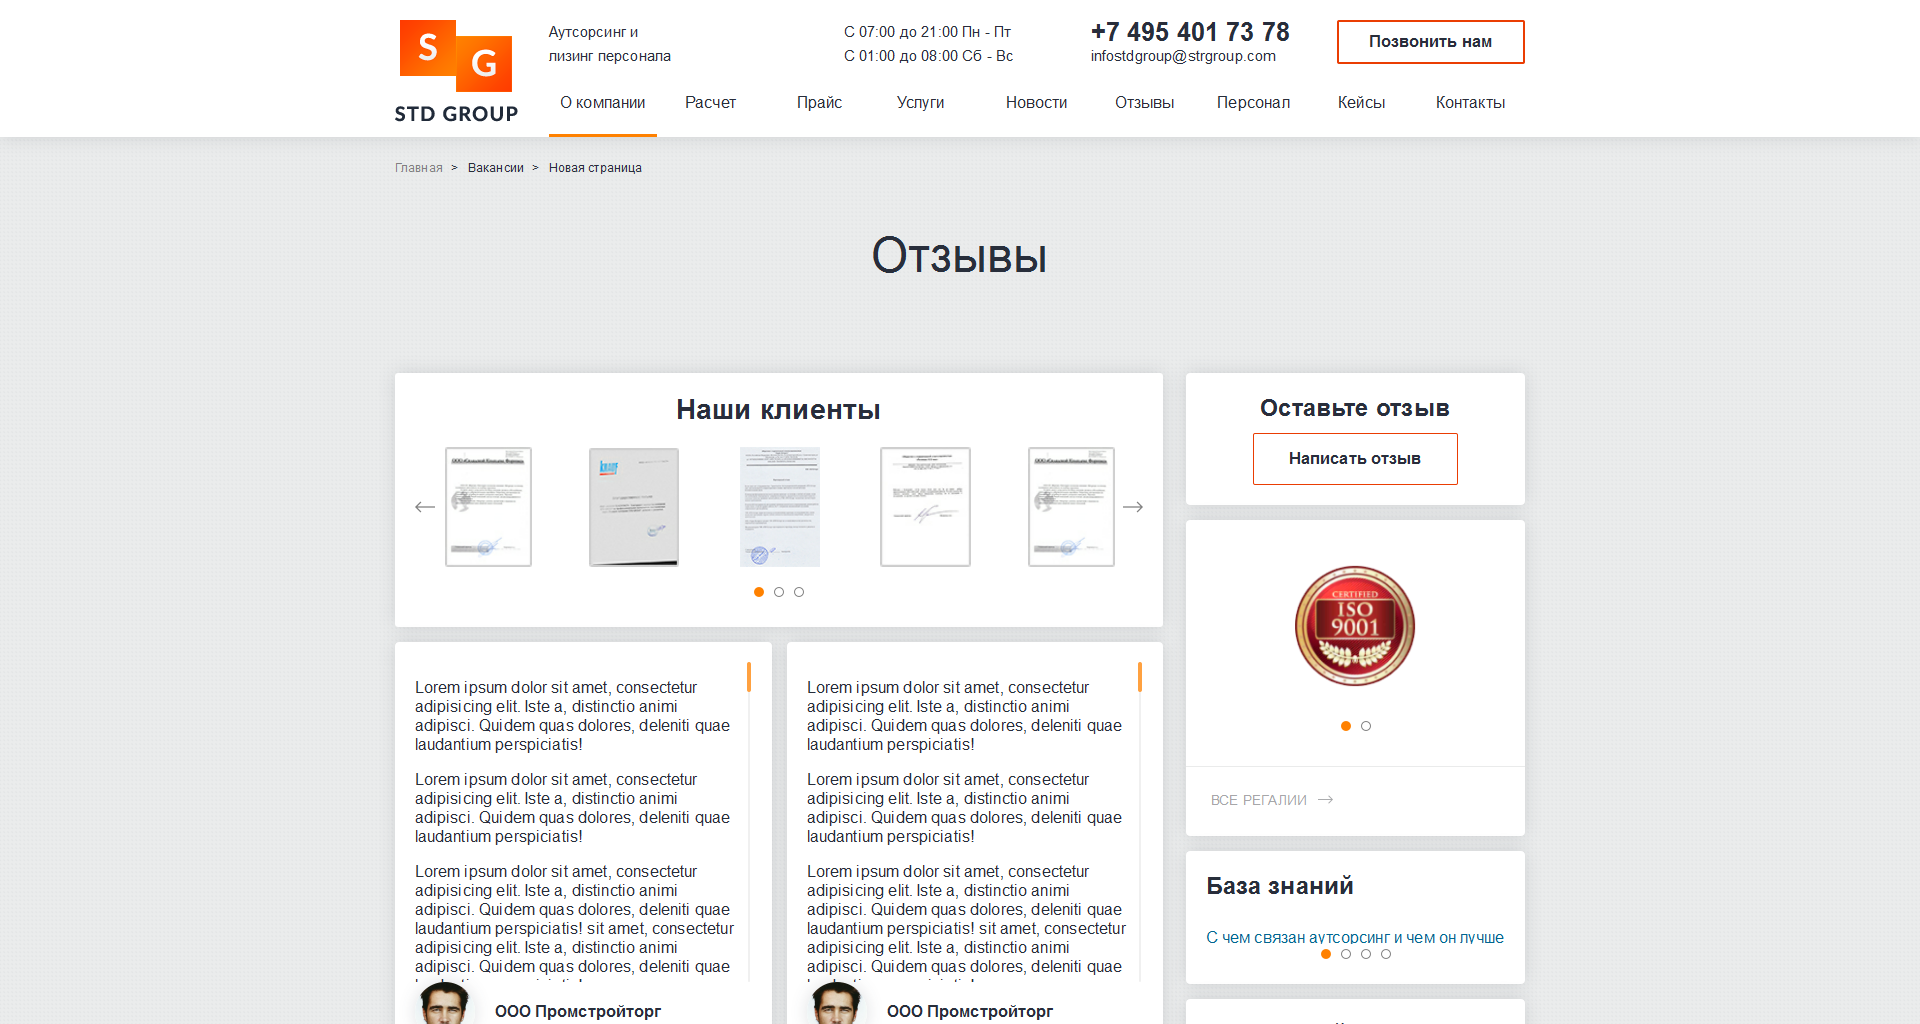 S
G
STD GROUP
Аутсорсинг и
лизинг персонала
С 07:00 до 21:00 Пн - Пт
С 01:00 до 08:00 Сб - Вс
+7 495 401 73 78
infostdgroup@strgroup.com
Позвонить нам
О компании Расчет Прайс Услуги Новости Отзывы Персонал Кейсы Контакты
Главная > Вакансии > Новая страница
Отзывы
Наши клиенты
Lorem ipsum dolor sit amet, consectetur
adipisicing elit. Iste a, distinctio animi
adipisci. Quidem quas dolores, deleniti quae
laudantium perspiciatis!
Lorem ipsum dolor sit amet, consectetur
adipisicing elit. Iste a, distinctio animi
adipisci. Quidem quas dolores, deleniti quae
laudantium perspiciatis!
Lorem ipsum dolor sit amet, consectetur
adipisicing elit. Iste a, distinctio animi
adipisci. Quidem quas dolores, deleniti quae
laudantium perspiciatis! sit amet, consectetur
adipisicing elit. Iste a, distinctio animi
adipisci. Quidem quas dolores, deleniti quae
ООО Промстройторг
Lorem ipsum dolor sit amet, consectetur
adipisicing elit. Iste a, distinctio animi
adipisci. Quidem quas dolores, deleniti quae
laudantium perspiciatis!
Lorem ipsum dolor sit amet, consectetur
adipisicing elit. Iste a, distinctio animi
adipisci. Quidem quas dolores, deleniti quae
laudantium perspiciatis!
Lorem ipsum dolor sit amet, consectetur
adipisicing elit. Iste a, distinctio animi
adipisci. Quidem quas dolores, deleniti quae
laudantium perspiciatis! sit amet, consectetur
adipisicing elit. Iste a, distinctio animi
adipisci. Quidem quas dolores, deleniti quae
ООО Промстройторг
Оставьте отзыв
Написать отзыв
CERTIFIED
ISO
9001
ВСЕ РЕГАЛИИ
База знаний
С чем связан аутсорсинг и чем он лучше